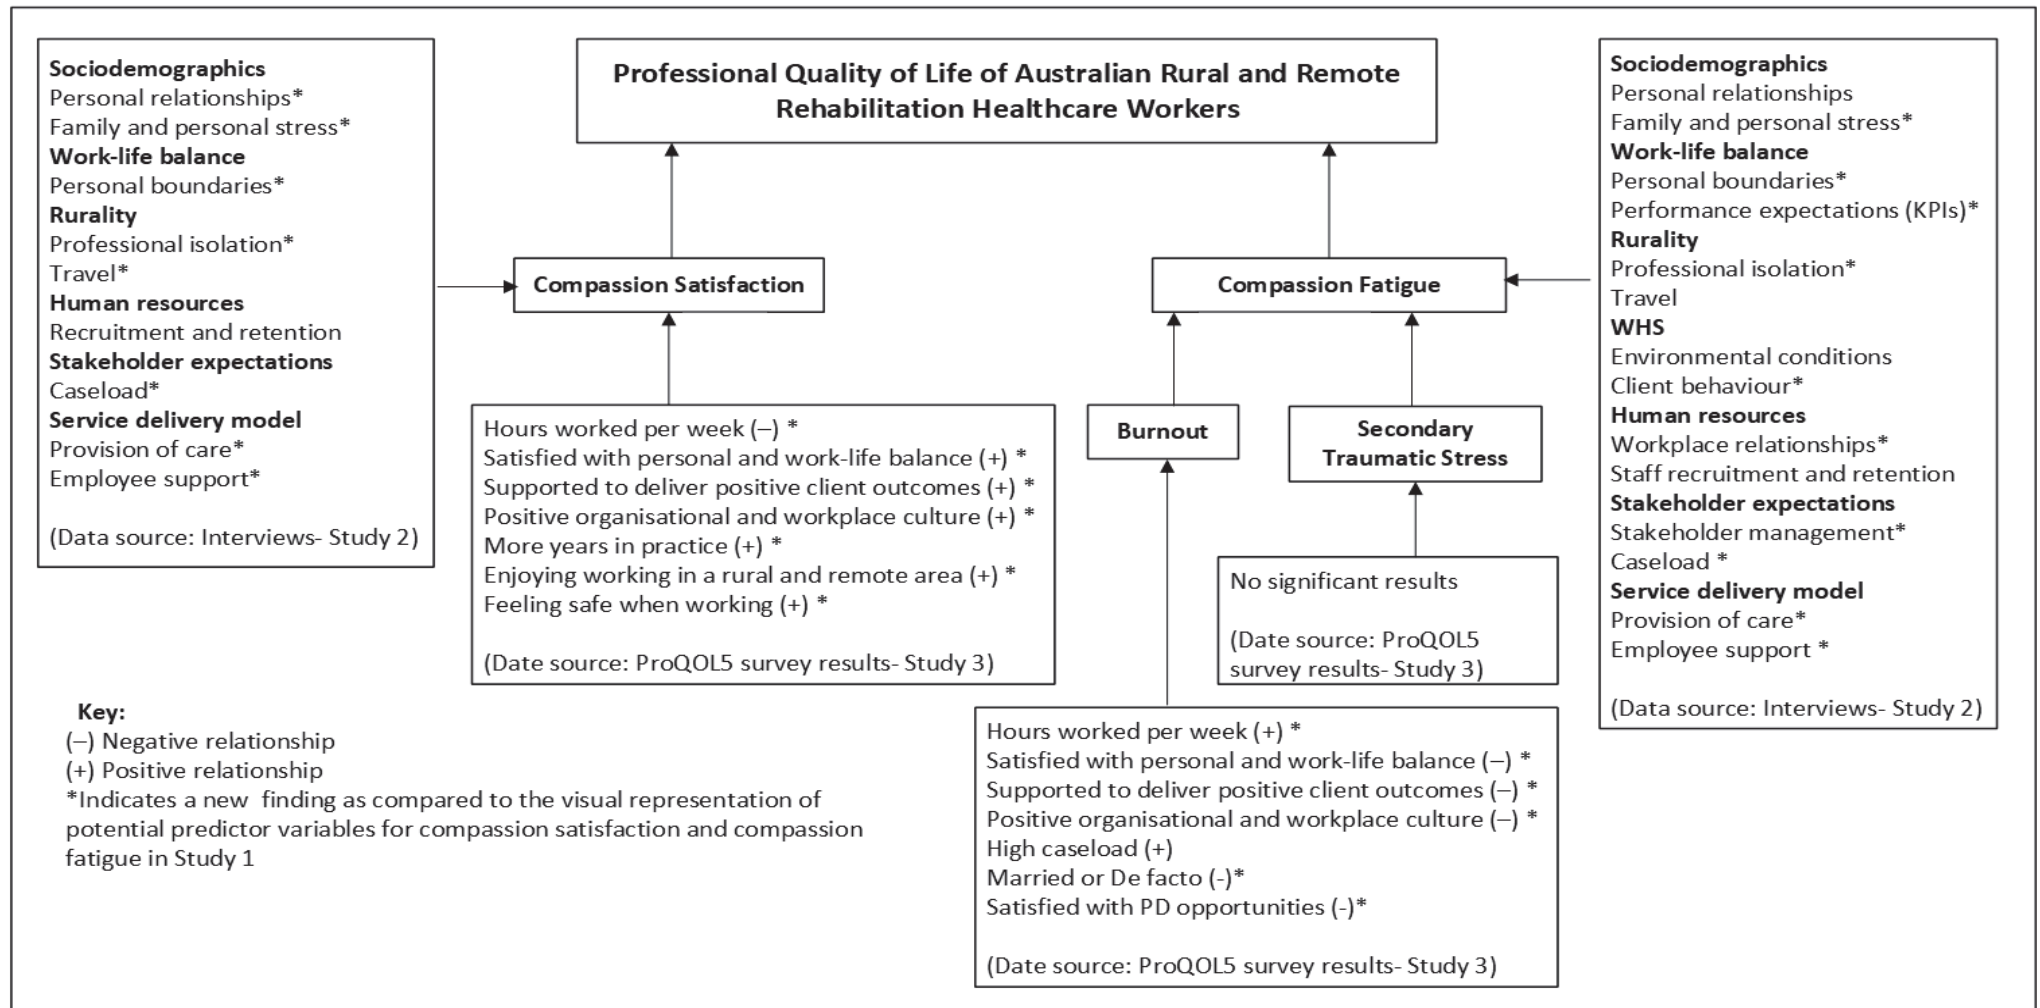 Professional Quality of Life of Australian Rural and Remote
Rehabilitation Healthcare Workers
Sociodemographics
Personal relationships*
Family and personal stress*
Work-life balance
Personal boundaries*
Rurality
Professional isolation*
Travel*
Human resources
Recruitment and retention
Stakeholder expectations
Caseload*
Service delivery model
Provision of care*
Employee support*
(Data source: Interviews- Study 2)
Compassion Satisfaction
Hours worked per week (–) *
Satisfied with personal and work-life balance (+) *
Supported to deliver positive client outcomes (+) *
Positive organisational and workplace culture (+) *
More years in practice (+) *
Enjoying working in a rural and remote area (+) *
Feeling safe when working (+) *
(Date source: ProQOL5 survey results- Study 3)
Compassion Fatigue
Burnout
Secondary
Traumatic Stress
No significant results
(Date source: ProQOL5
survey results- Study 3)
Hours worked per week (+) *
Satisfied with personal and work-life balance (–) *
Supported to deliver positive client outcomes (–) *
Positive organisational and workplace culture (–) *
High caseload (+)
Married or De facto (-)*
Satisfied with PD opportunities (-)*
(Date source: ProQOL5 survey results- Study 3)
Sociodemographics
Personal relationships
Family and personal stress*
Work-life balance
Personal boundaries*
Performance expectations (KPIs)*
Rurality
Professional isolation*
Travel
WHS
Environmental conditions
Client behaviour*
Human resources
Workplace relationships*
Staff recruitment and retention
Stakeholder expectations
Stakeholder management*
Caseload *
Service delivery model
Provision of care*
Employee support *
(Data source: Interviews- Study 2)
Key:
(–) Negative relationship
(+) Positive relationship
*Indicates a new finding as compared to the visual representation of
potential predictor variables for compassion satisfaction and compassion
fatigue in Study 1